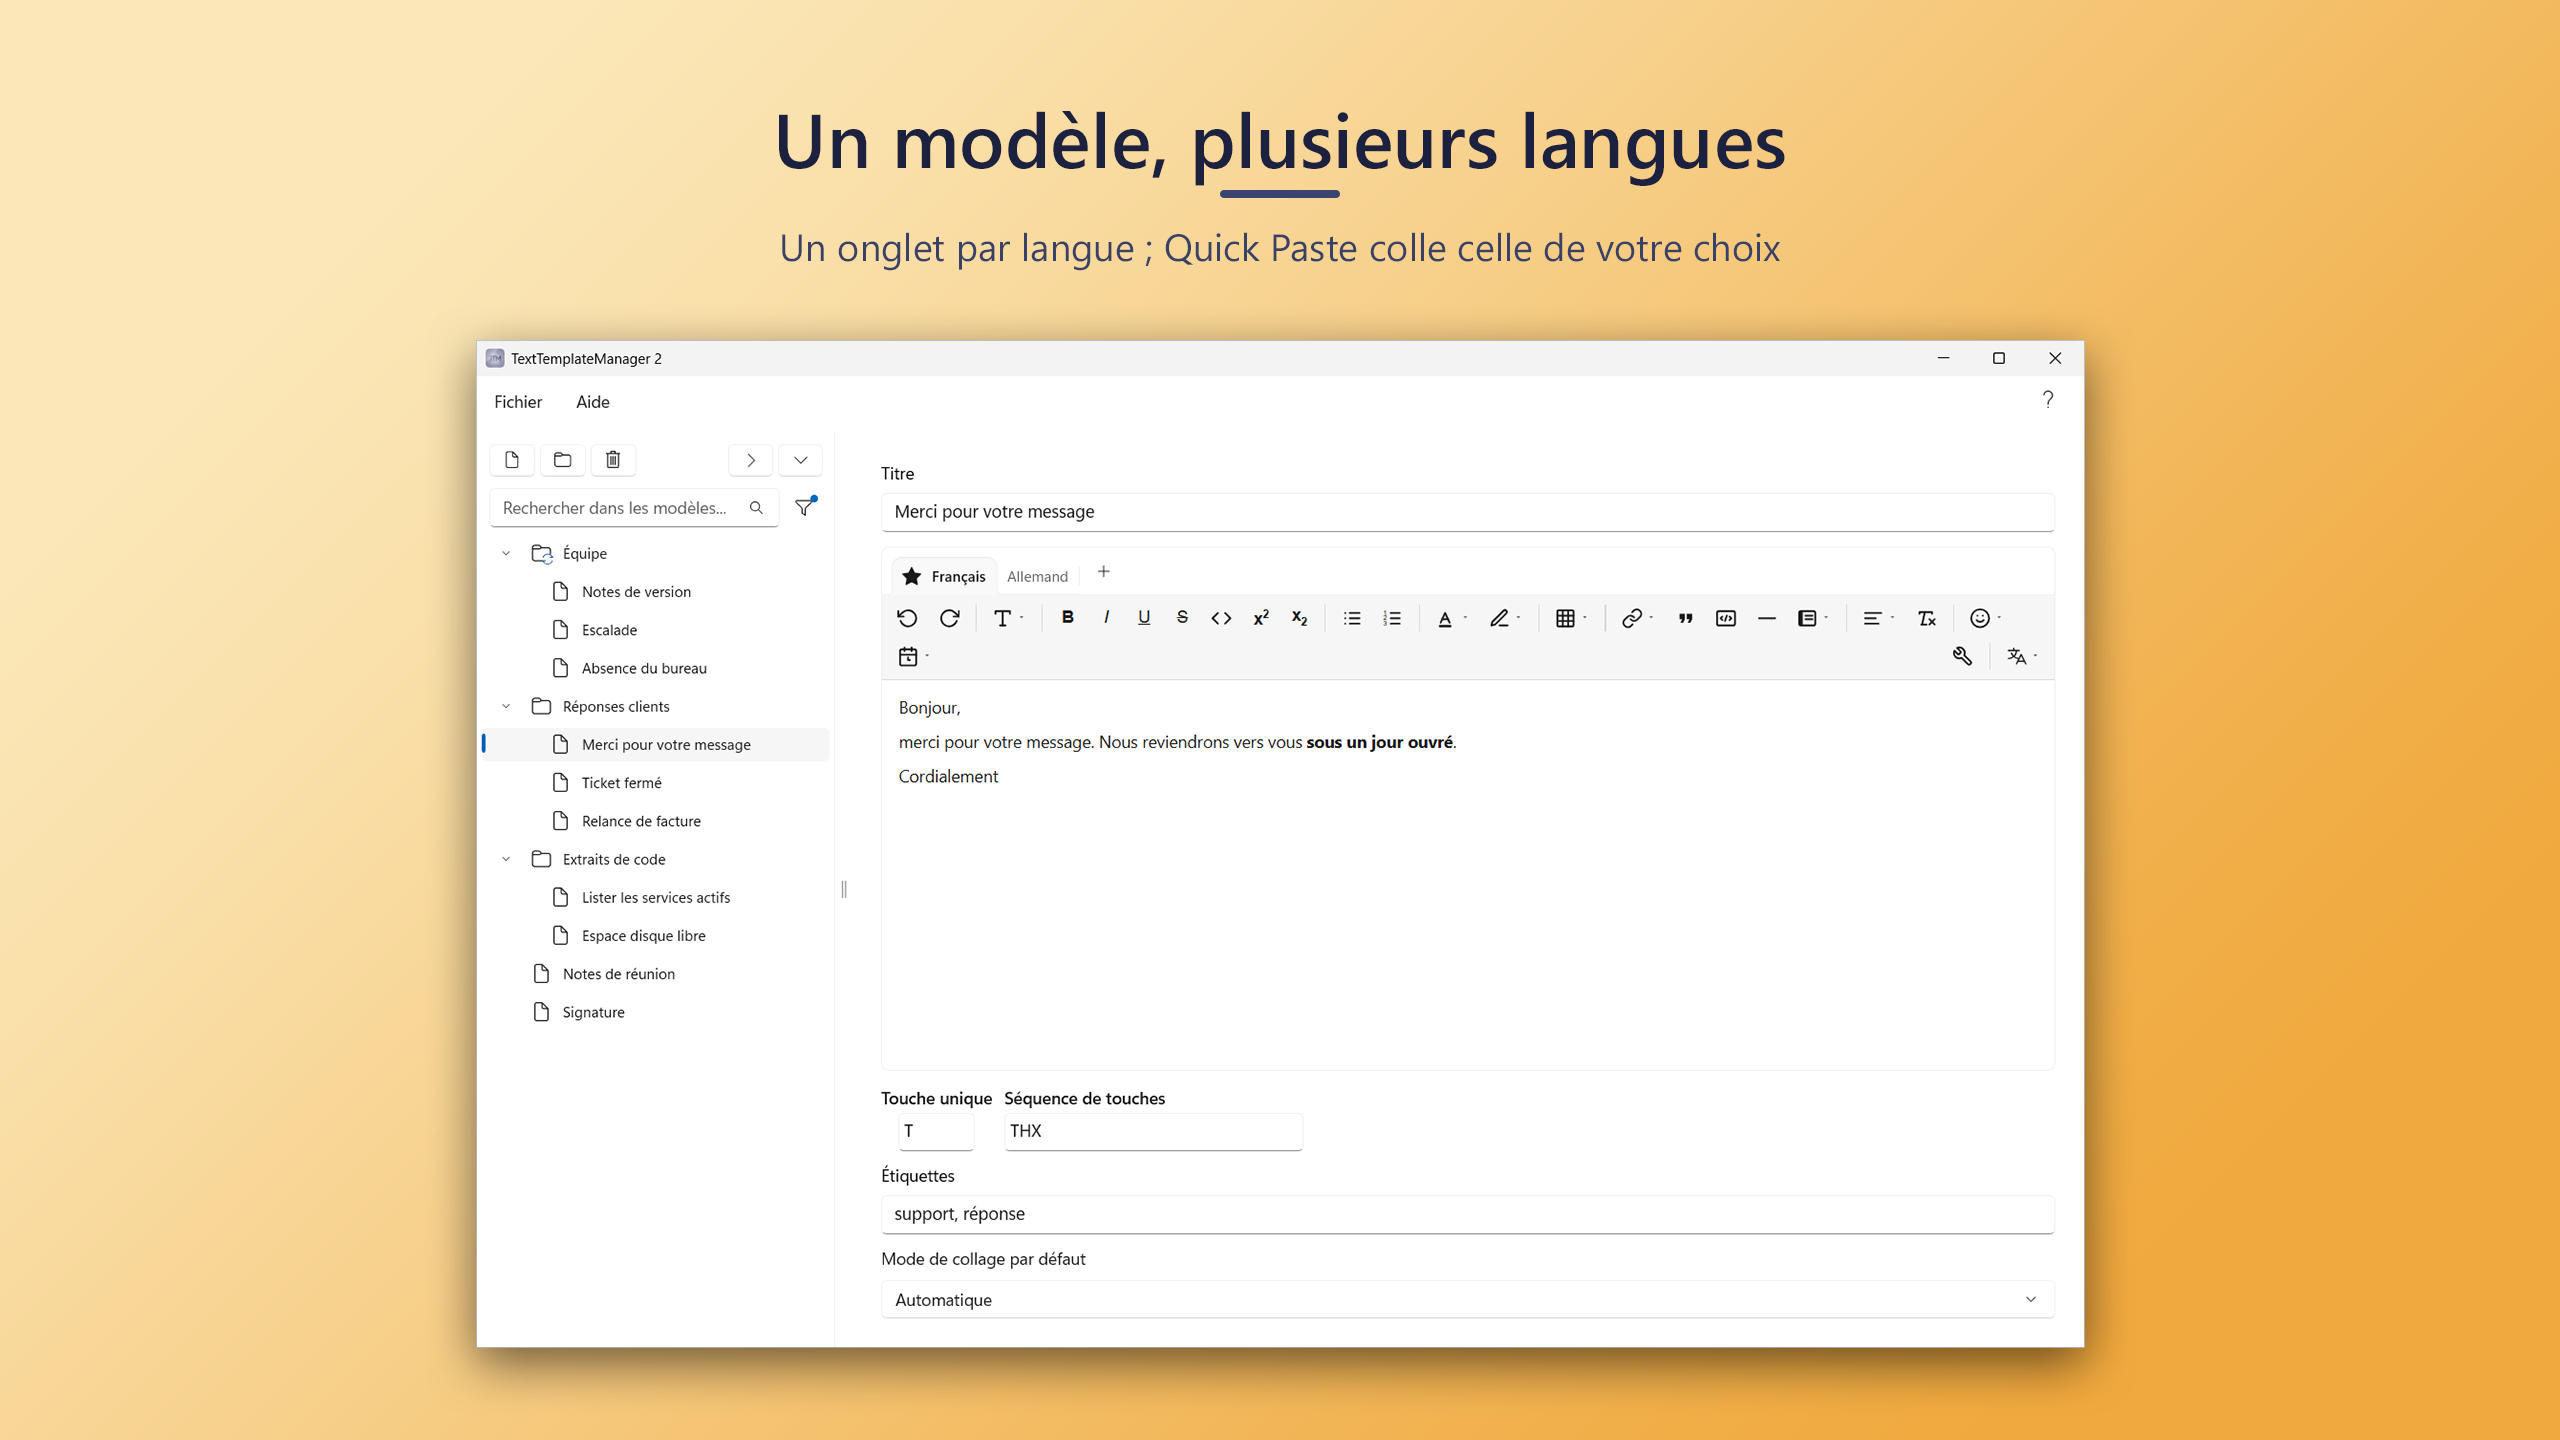 Un modèle, plusieurs langues
Un onglet par langue ; Quick Paste colle celle de votre choix
TextTemplateManager 2
Fichier Aide
Rechercher dans les modèles...
Équipe
Notes de version
Escalade
Absence du bureau
Réponses clients
Merci pour votre message
Ticket fermé
Relance de facture
Extraits de code
Lister les services actifs
Espace disque libre
Notes de réunion
Signature
Titre
Merci pour votre message
Français Allemand
Bonjour,
merci pour votre message. Nous reviendrons vers vous sous un jour ouvré.
Cordialement
Touche unique Séquence de touches
T THX
Étiquettes
support, réponse
Mode de collage par défaut
Automatique